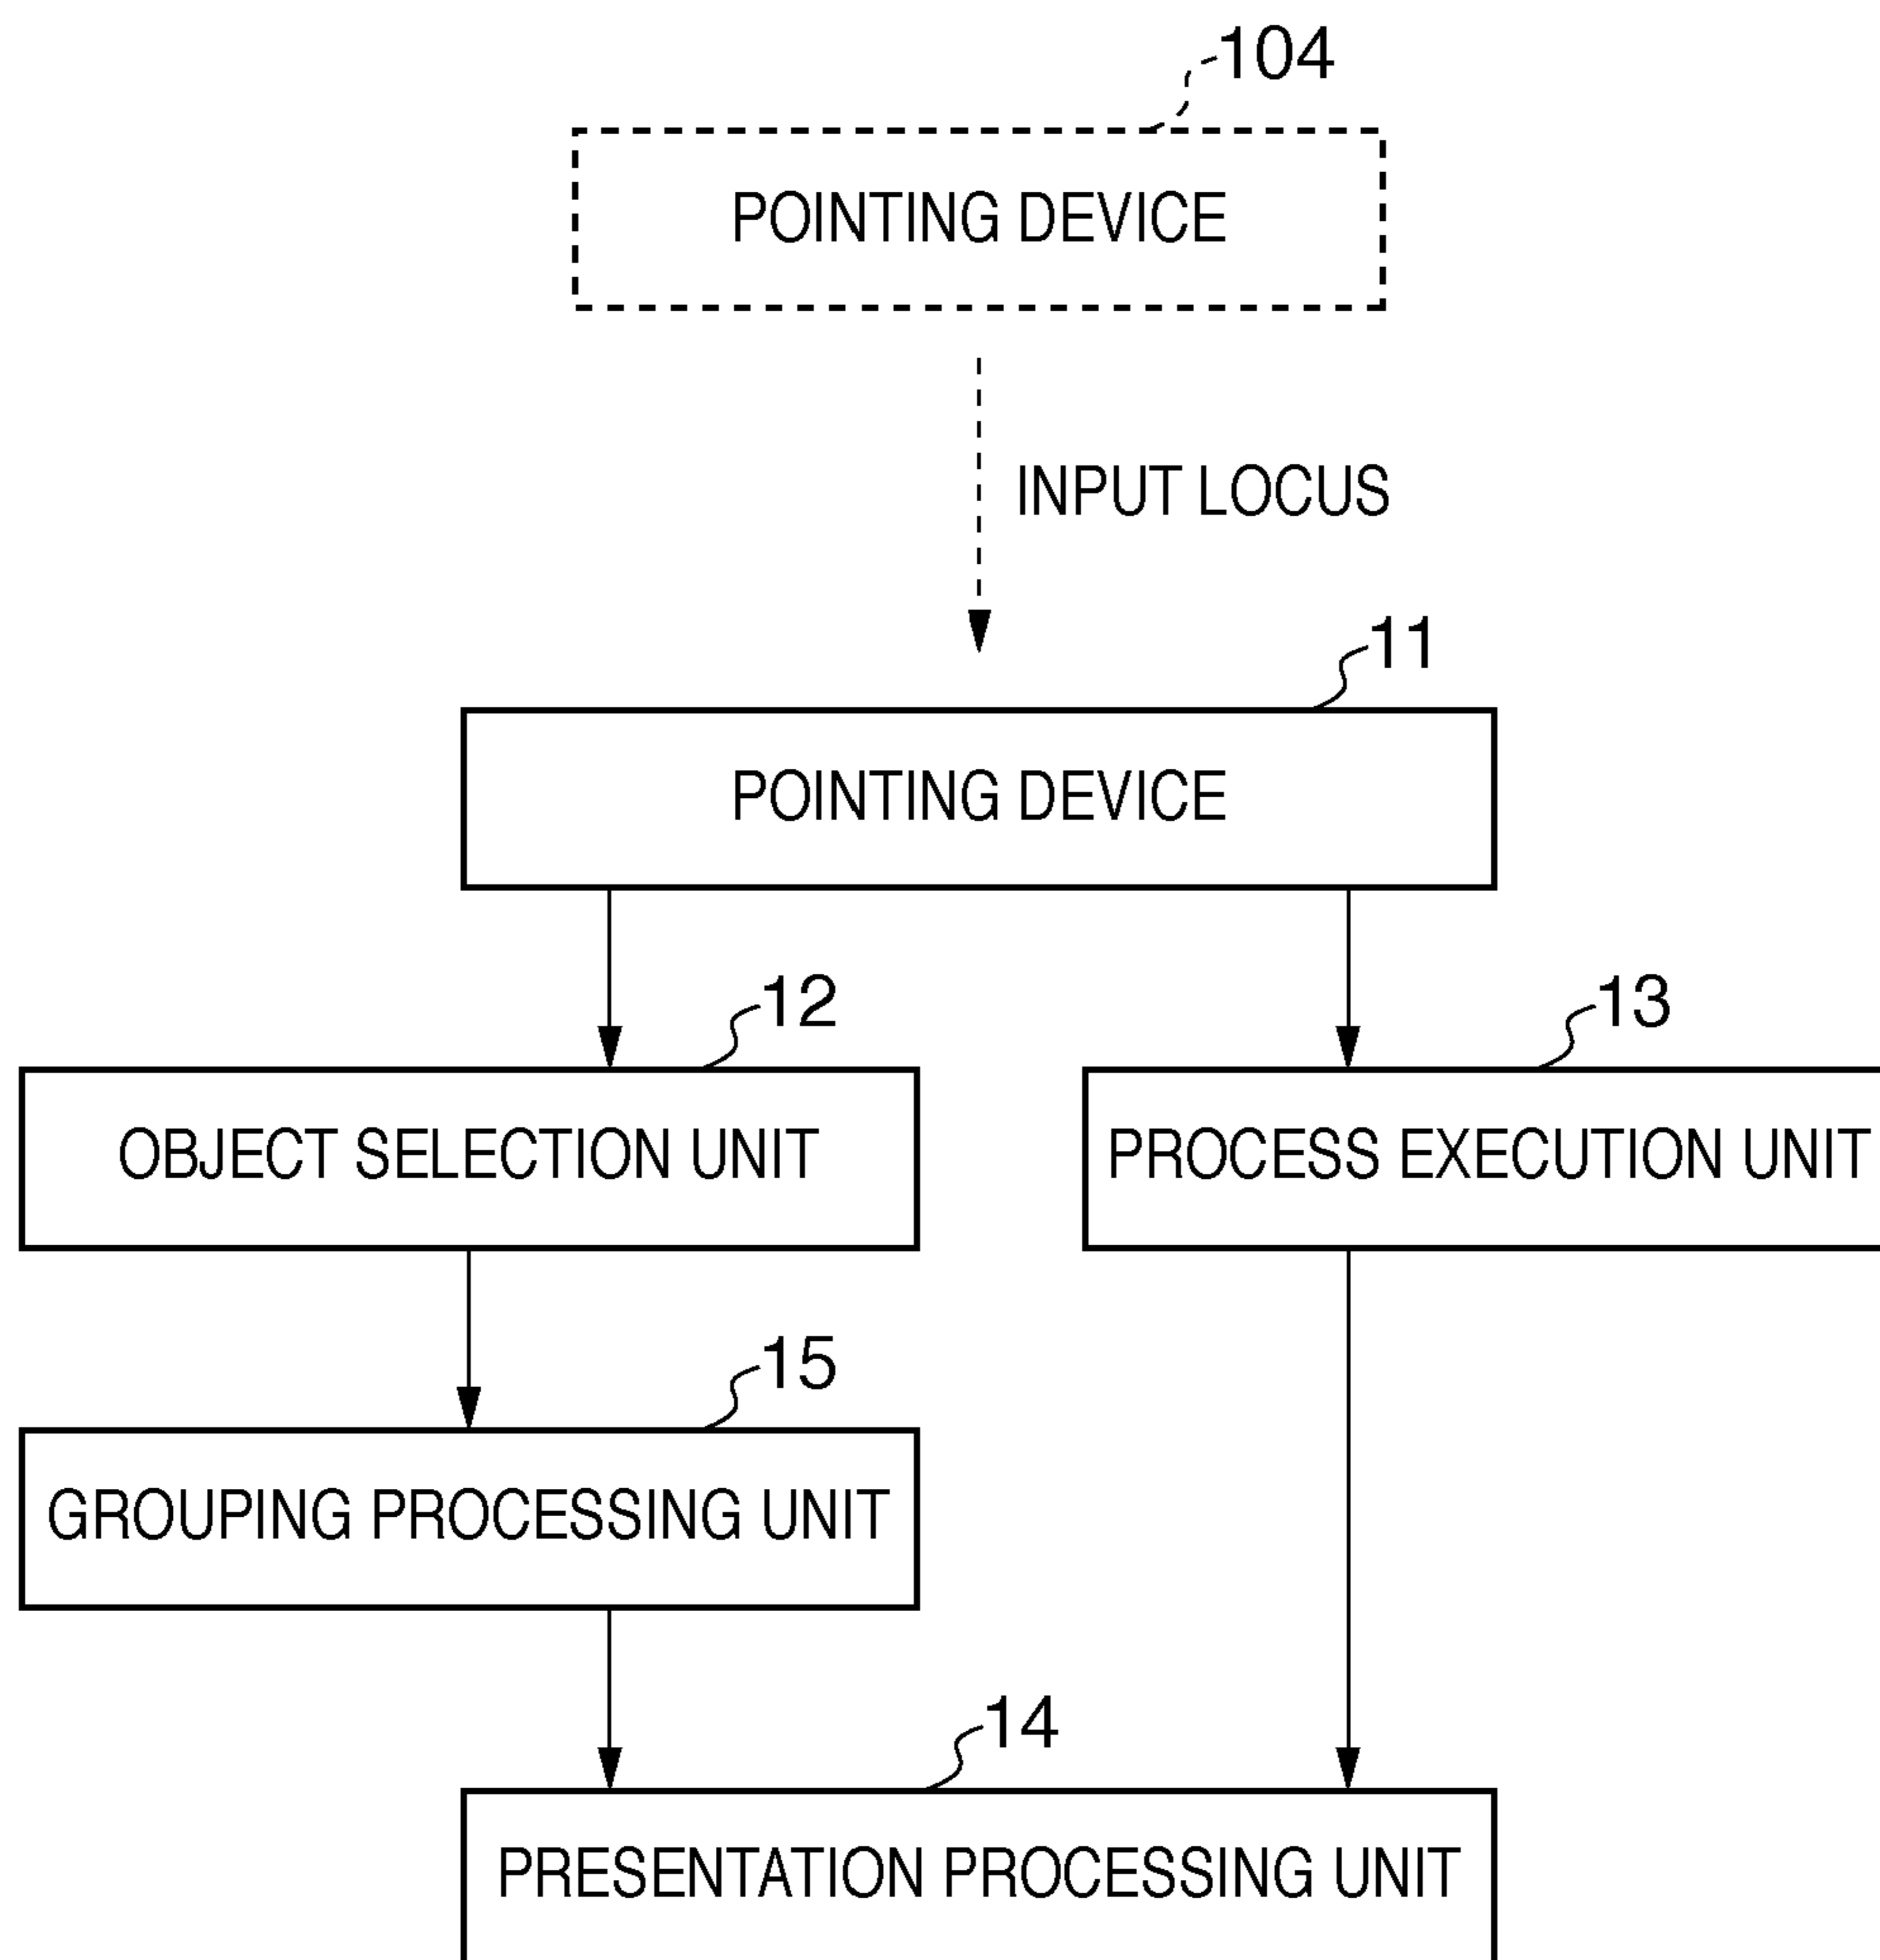 104
POINTING DEVICE
INPUT LOCUS
11
POINTING DEVICE
12
13
OBJECT SELECTION UNIT
PROCESS EXECUTION UNIT
15
GROUPING PROCESSING UNIT
14
PRESENTATION PROCESSING UNIT